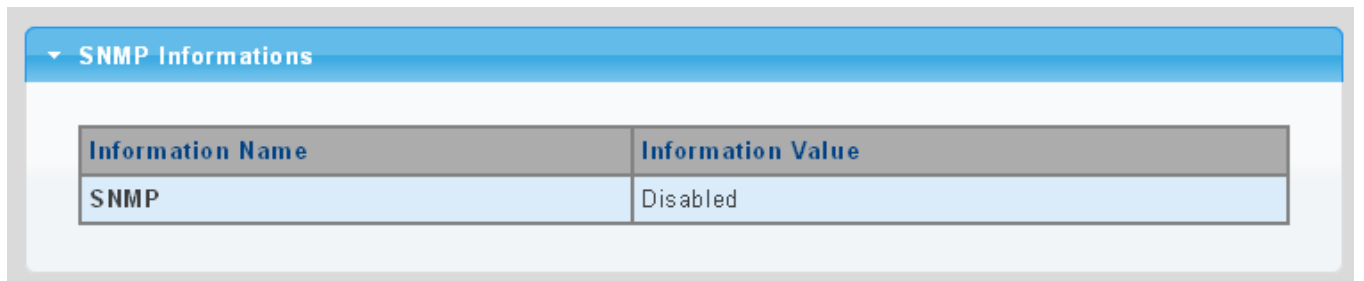 SNMP Informations
Information Name Information Value
SNMP Disabled